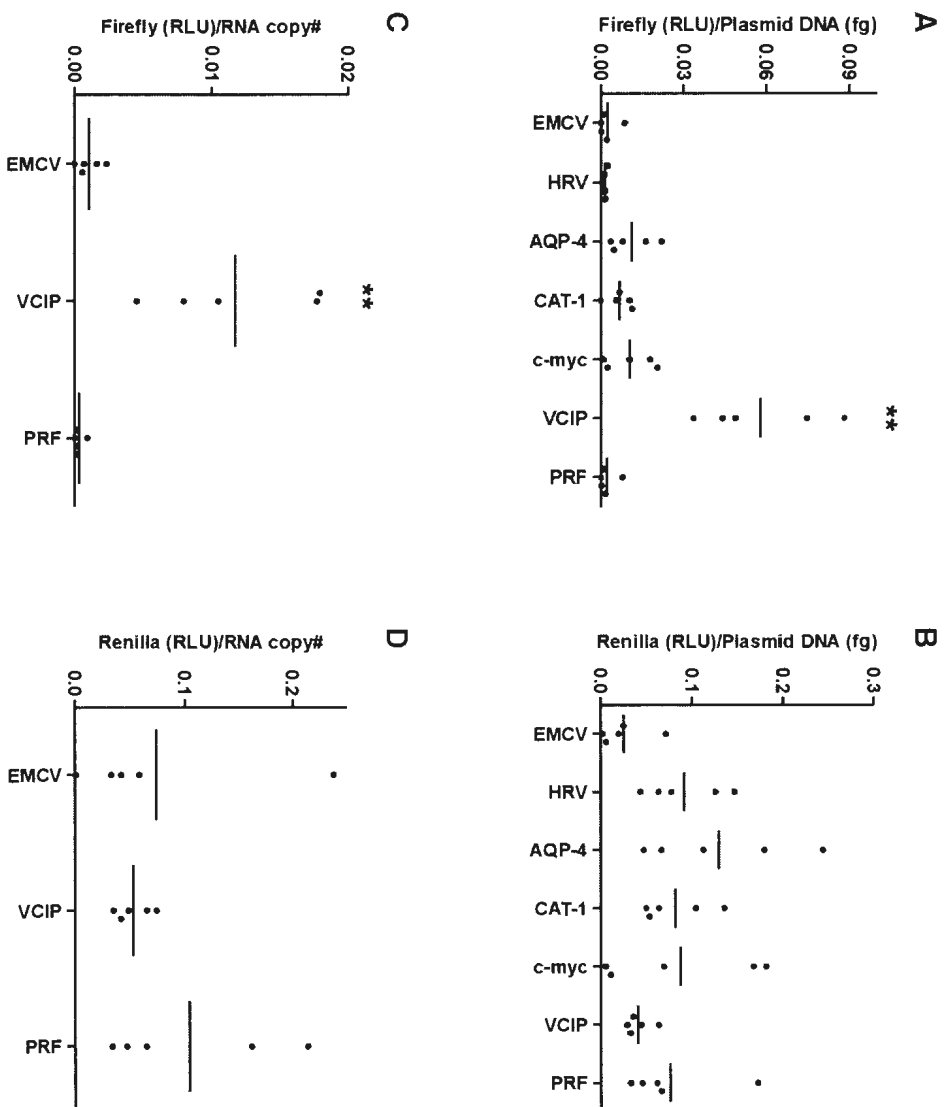 A
Firefly (RLU)/Plasmid DNA (fg)
0.00
0.03
0.06
0.09
EMCV
HRV
AQP-4
CAT-1
c-myc
VCIP
PRF
**
B
Renilla (RLU)/Plasmid DNA (fg)
0.0
0.1
0.2
0.3
EMCV
HRV
AQP-4
CAT-1
c-myc
VCIP
PRF
C
Firefly (RLU)/RNA copy#
0.00
0.01
0.02
EMCV
VCIP
PRF
**
D
Renilla (RLU)/RNA copy#
0.0
0.1
0.2
EMCV
VCIP
PRF